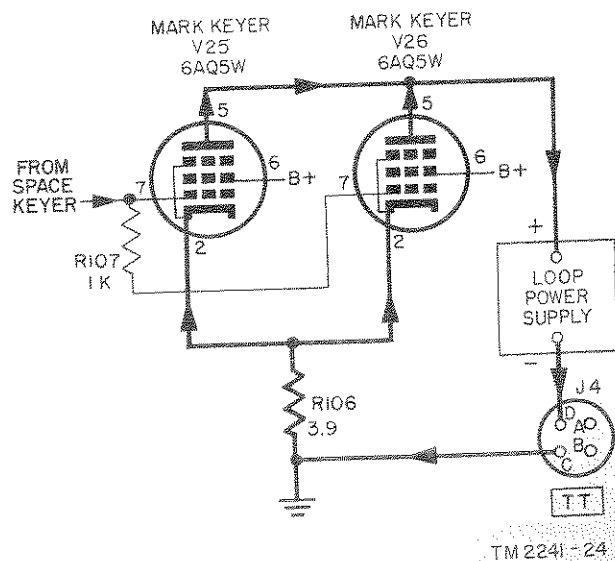 MARK KEYER
V25
6AQ5W
MARK KEYER
V26
6AQ5W
5
5
FROM
SPACE
KEYER
7
6
B+
7
6
B+
2
2
R107
1K
+
LOOP
POWER
SUPPLY
-
J4
D
A
B
C
R106
3.9
TT
TM 2241-24